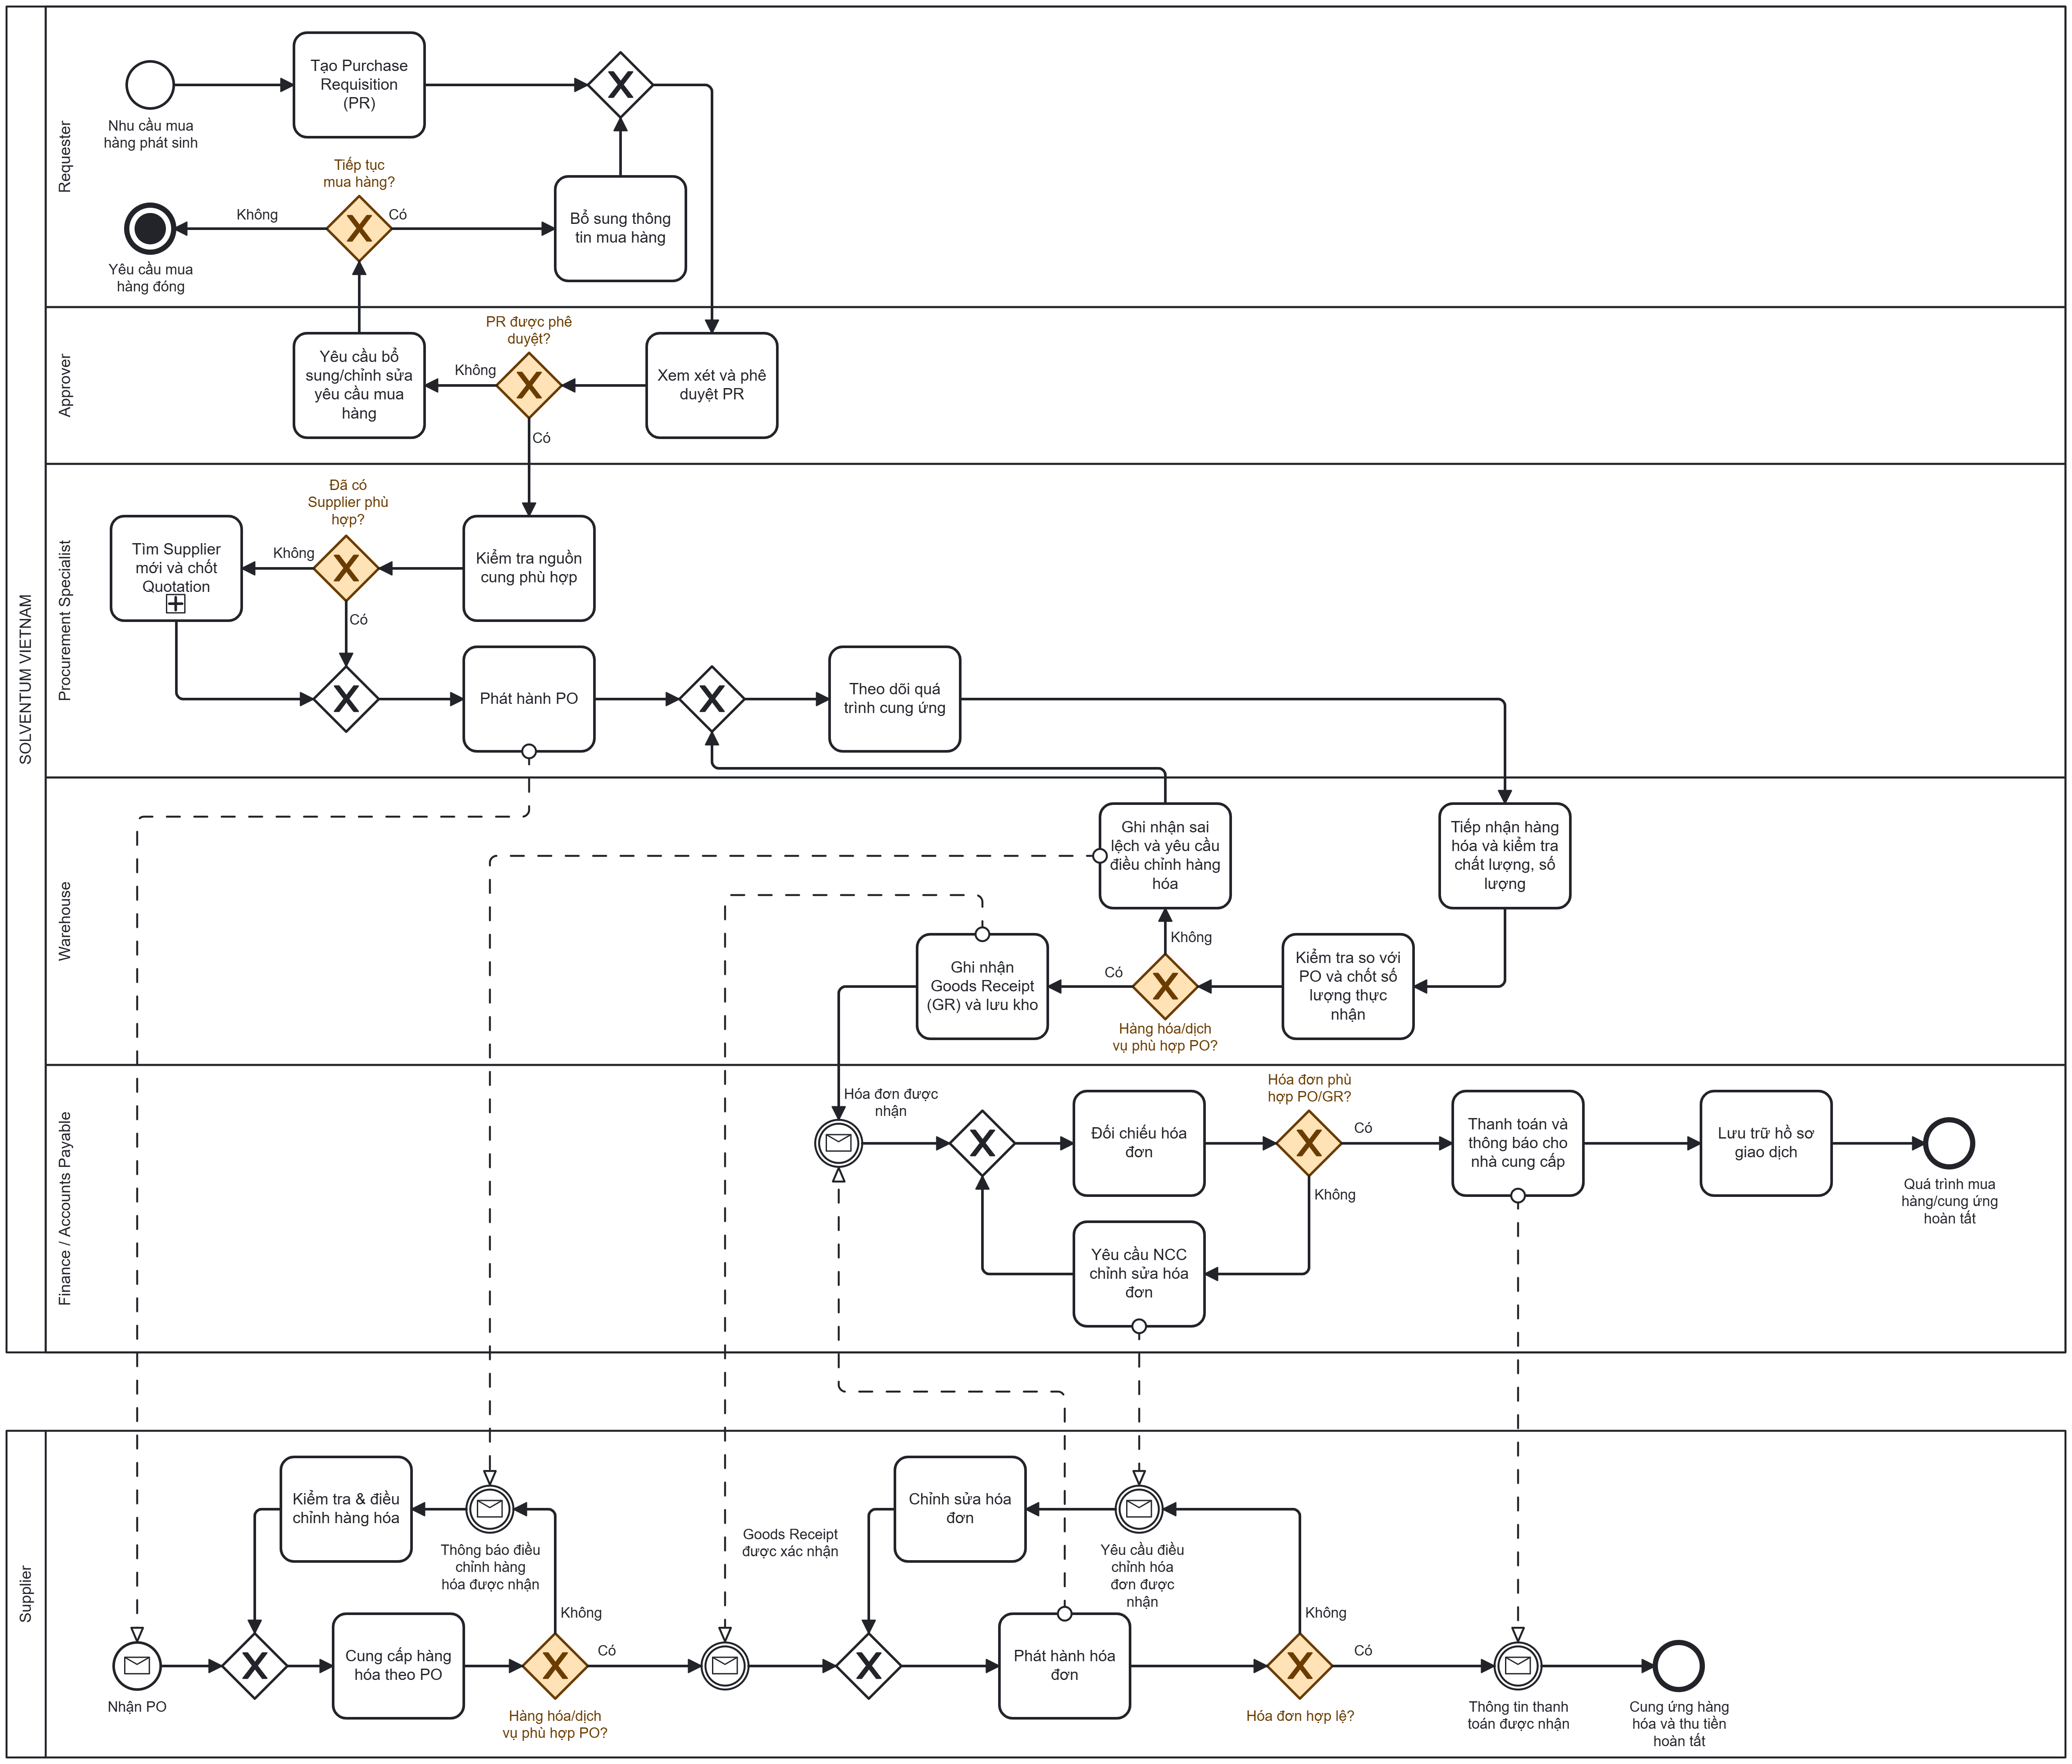 SOLVENTUM VIETNAM
Requester
Nhu cầu mua
hàng phát sinh
Tạo Purchase
Requisition
(PR)
Tiếp tục
mua hàng?
Không
Có
Yêu cầu mua
hàng đóng
Bổ sung thông
tin mua hàng
Approver
Yêu cầu bổ
sung/chỉnh sửa
yêu cầu mua
hàng
PR được phê
duyệt?
Không
Có
Xem xét và phê
duyệt PR
Procurement Specialist
Tìm Supplier
mới và chốt
Quotation
Đã có
Supplier phù
hợp?
Không
Có
Kiểm tra nguồn
cung phù hợp
Phát hành PO
Theo dõi quá
trình cung ứng
Warehouse
Ghi nhận sai
lệch và yêu cầu
điều chỉnh hàng
hóa
Tiếp nhận hàng
hóa và kiểm tra
chất lượng, số
lượng
Ghi nhận
Goods Receipt
(GR) và lưu kho
Có
Không
Hàng hóa/dịch
vụ phù hợp PO?
Kiểm tra so với
PO và chốt số
lượng thực
nhận
Finance / Accounts Payable
Hóa đơn được
nhận
Đối chiếu hóa
đơn
Hóa đơn phù
hợp PO/GR?
Có
Không
Thanh toán và
thông báo cho
nhà cung cấp
Lưu trữ hồ sơ
giao dịch
Quá trình mua
hàng/cung ứng
hoàn tất
Yêu cầu NCC
chỉnh sửa hóa
đơn
Supplier
Kiểm tra & điều
chỉnh hàng hóa
Thông báo điều
chỉnh hàng
hóa được nhận
Goods Receipt
được xác nhận
Chỉnh sửa hóa
đơn
Yêu cầu điều
chỉnh hóa
đơn được
nhận
Nhận PO
Cung cấp hàng
hóa theo PO
Không
Có
Hàng hóa/dịch
vụ phù hợp PO?
Phát hành hóa
đơn
Không
Có
Hóa đơn hợp lệ?
Thông tin thanh
toán được nhận
Cung ứng hàng
hóa và thu tiền
hoàn tất